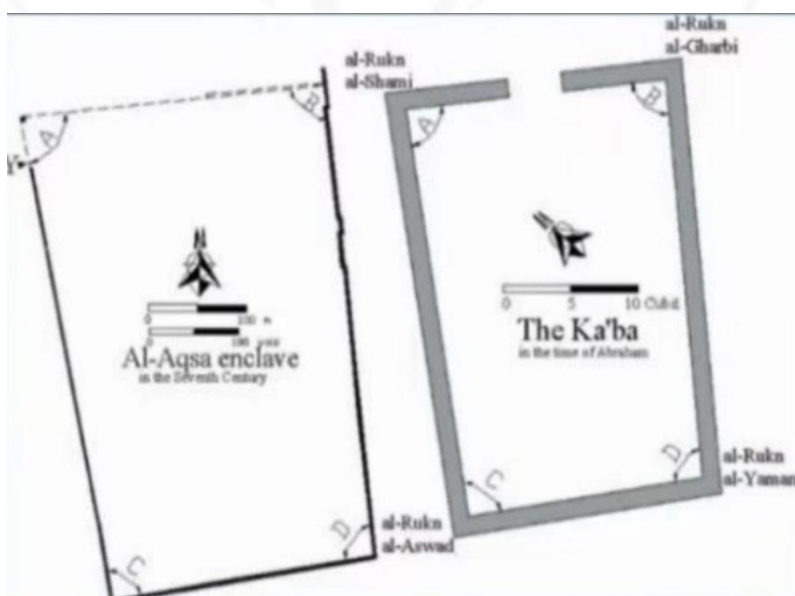 al-Rukn
al-Shami
al-Rukn
al-Gharbi
A
B
A
B
0 100 m
0 100
Al-Aqsa enclave
in the Seventh Century
0 5 10 Cubit
The Ka'ba
in the time of Abraham
C
D
al-Rukn
al-Aswad
C
D
al-Rukn
al-Yaman